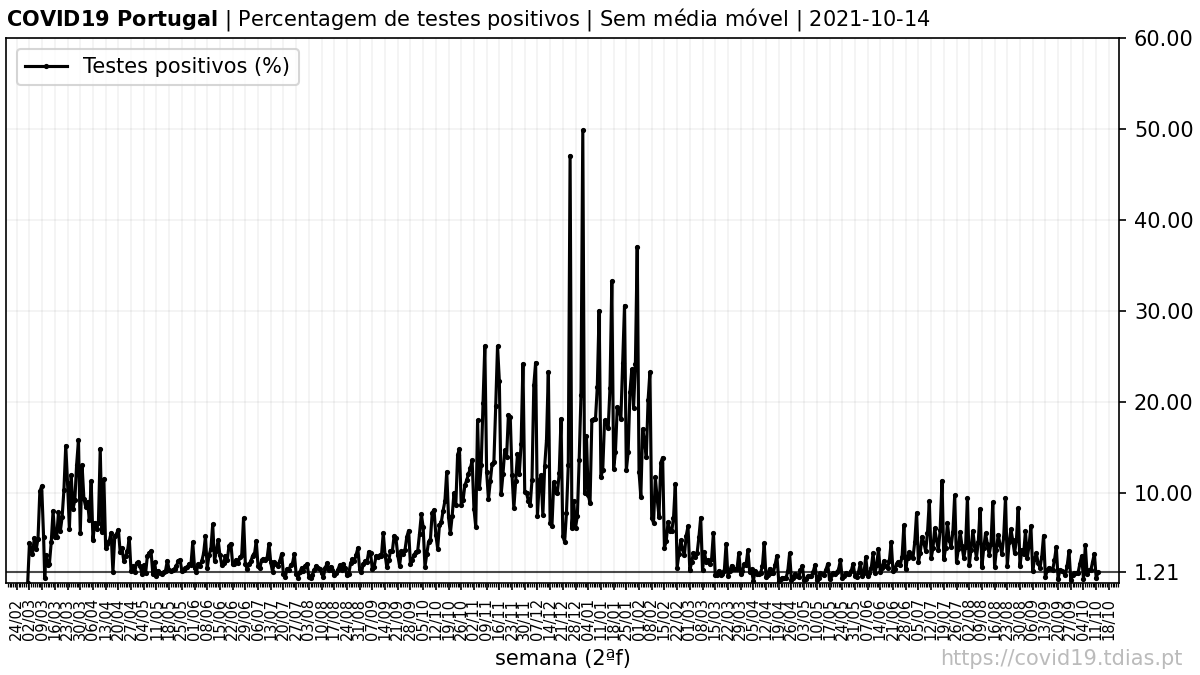 COVID19 Portugal | Percentagem de testes positivos | Sem média móvel | 2021-10-14
Testes positivos (%)
60.00
50.00
40.00
30.00
20.00
10.00
1.21
24/02 02/03 09/03 16/03 23/03 30/03 06/04 13/04 20/04 27/04 04/05 11/05 18/05 25/05 01/06 08/06 15/06 22/06 29/06 06/07 13/07 20/07 27/07 03/08 10/08 17/08 24/08 31/08 07/09 14/09 21/09 28/09 05/10 12/10 19/10 26/10 02/11 09/11 16/11 23/11 30/11 07/12 14/12 21/12 28/12 04/01 11/01 18/01 25/01 01/02 08/02 15/02 22/02 01/03 08/03 15/03 22/03 29/03 05/04 12/04 19/04 26/04 03/05 10/05 17/05 24/05 31/05 07/06 14/06 21/06 28/06 05/07 12/07 19/07 26/07 02/08 09/08 16/08 23/08 30/08 06/09 13/09 20/09 27/09 04/10 11/10 18/10
semana (2ªf)
https://covid19.tdias.pt